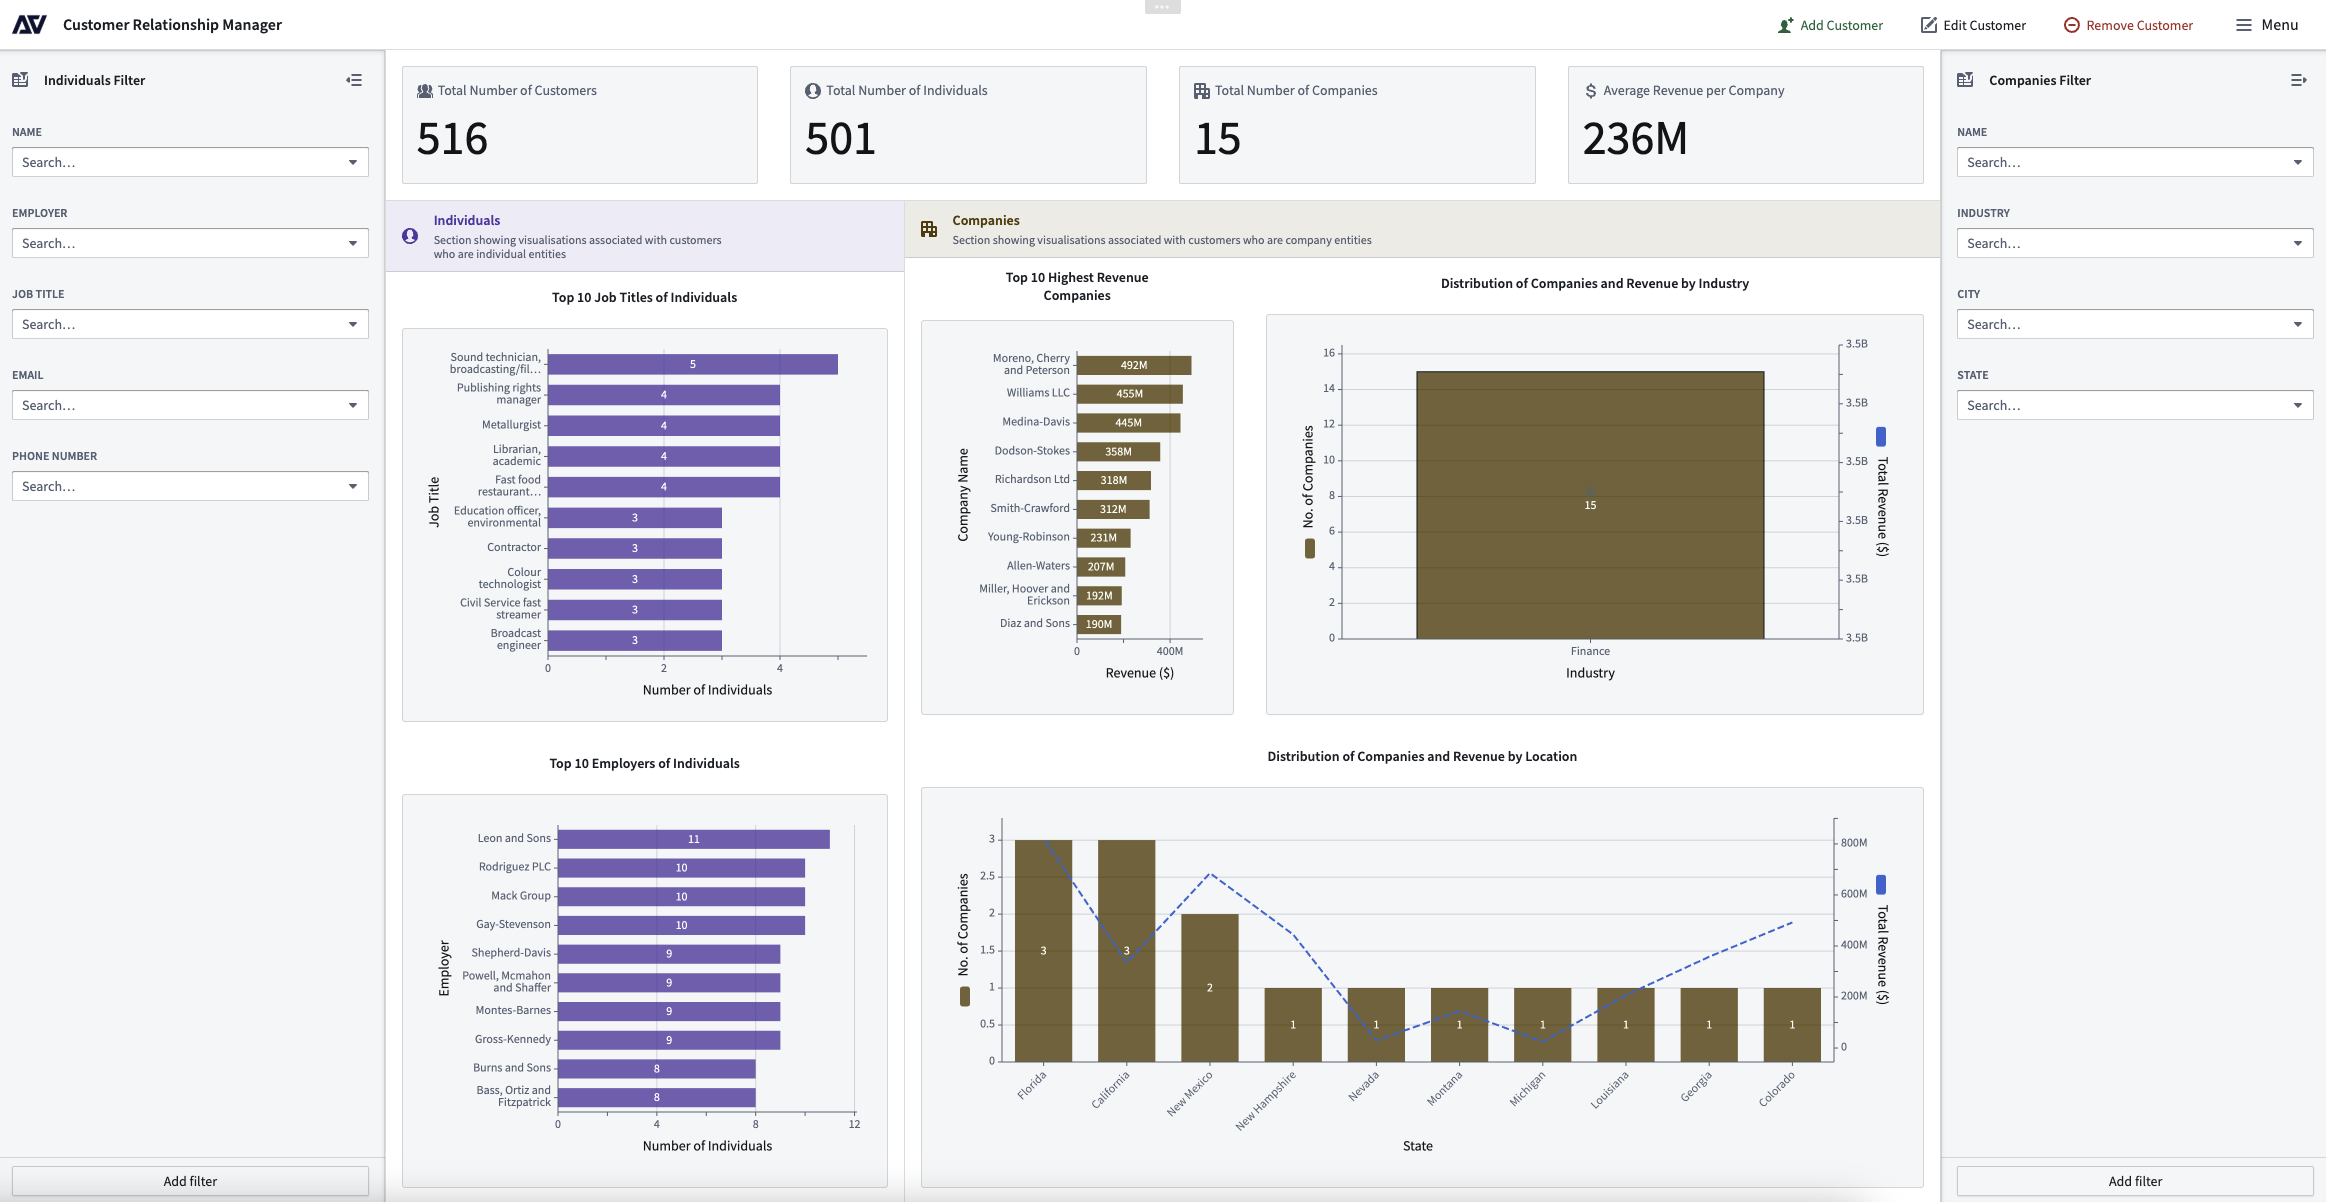 Customer Relationship Manager
Add Customer
Edit Customer
Remove Customer
Menu
Individuals Filter
NAME
Search...
EMPLOYER
Search...
JOB TITLE
Search...
EMAIL
Search...
PHONE NUMBER
Search...
Add filter
Total Number of Customers
516
Total Number of Individuals
501
Total Number of Companies
15
Average Revenue per Company
236M
Individuals
Section showing visualisations associated with customers
who are individual entities
Top 10 Job Titles of Individuals
Job Title
Sound technician,
broadcasting/fil...
5
Publishing rights
manager
4
Metallurgist
4
Librarian,
academic
4
Fast food
restaurant...
4
Education officer,
environmental
3
Contractor
3
Colour
technologist
3
Civil Service fast
streamer
3
Broadcast
engineer
3
0 2 4
Number of Individuals
Top 10 Employers of Individuals
Employer
Leon and Sons 11
Rodriguez PLC 10
Mack Group 10
Gay-Stevenson 10
Shepherd-Davis 9
Powell, Mcmahon
and Shaffer
9
Montes-Barnes 9
Gross-Kennedy 9
Burns and Sons 8
Bass, Ortiz and
Fitzpatrick
8
0 4 8 12
Number of Individuals
Companies
Section showing visualisations associated with customers who are company entities
Top 10 Highest Revenue
Companies
Company Name
Moreno, Cherry
and Peterson
492M
Williams LLC 455M
Medina-Davis 445M
Dodson-Stokes 358M
Richardson Ltd 318M
Smith-Crawford 312M
Young-Robinson 231M
Allen-Waters 207M
Miller, Hoover and
Erickson
192M
Diaz and Sons 190M
0 400M
Revenue ($)
Distribution of Companies and Revenue by Industry
No. of Companies
16
14
12
10
8
6
4
2
0
15
3.5B
3.5B
3.5B
3.5B
3.5B
3.5B
Total Revenue ($)
Finance
Industry
Distribution of Companies and Revenue by Location
No. of Companies
3
2.5
2
1.5
1
0.5
0
3 3 2 1 1 1 1 1 1 1
800M
600M
400M
200M
0
Total Revenue ($)
Florida
California
New Mexico
New Hampshire
Nevada
Montana
Michigan
Louisiana
Georgia
Colorado
State
Companies Filter
NAME
Search...
INDUSTRY
Search...
CITY
Search...
STATE
Search...
Add filter